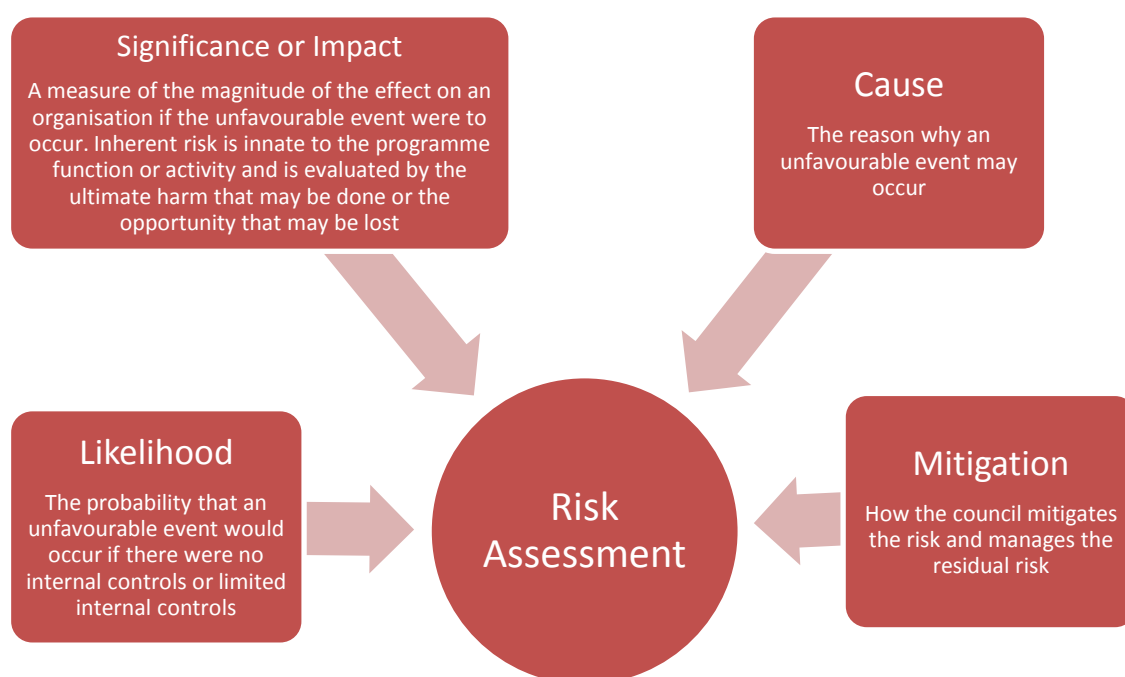 Significance or Impact
A measure of the magnitude of the effect on an
organisation if the unfavourable event were to
occur. Inherent risk is innate to the programme
function or activity and is evaluated by the
ultimate harm that may be done or the
opportunity that may be lost
Cause
The reason why an
unfavourable event may
occur
Likelihood
The probability that an
unfavourable event would
occur if there were no
internal controls or limited
internal controls
Risk
Assessment
Mitigation
How the council mitigates
the risk and manages the
residual risk